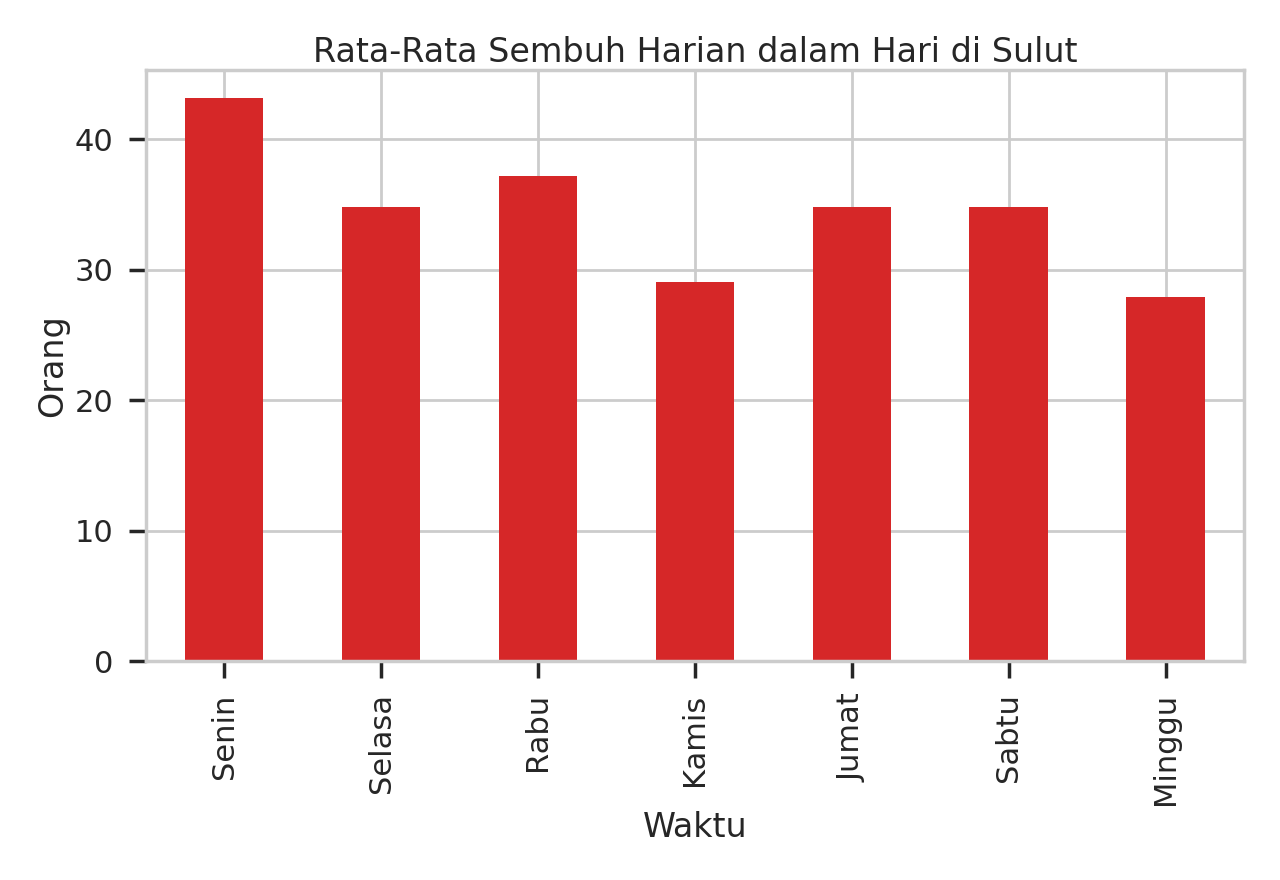 Rata-Rata Sembuh Harian dalam Hari di Sulut
Orang
40
30
20
10
0
Senin
Selasa
Rabu
Kamis
Jumat
Sabtu
Minggu
Waktu